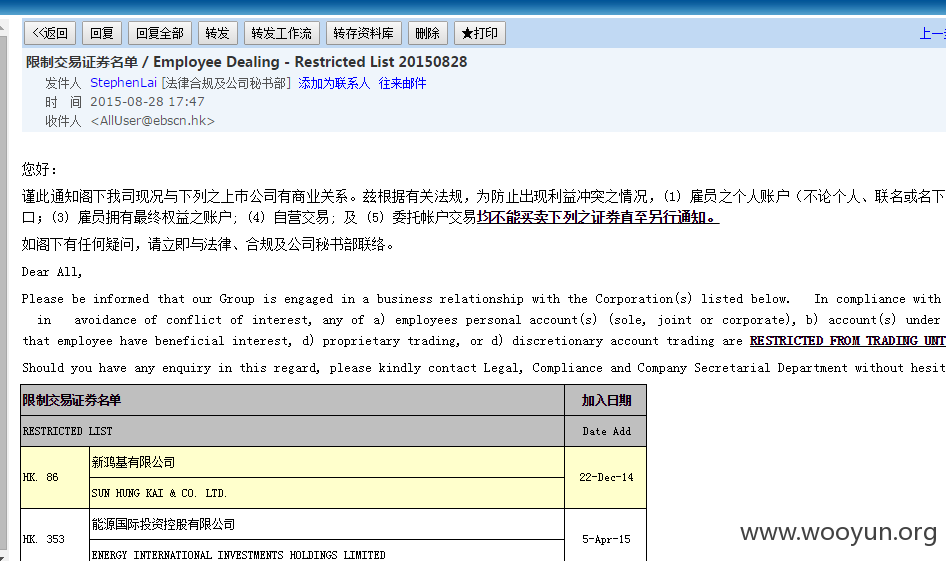 <<返回 回复 回复全部 转发 转发工作流 转存资料库 删除 ★打印 上一
限制交易证券名单 / Employee Dealing - Restricted List 20150828
发件人 StephenLai [法律合规及公司秘书部] 添加为联系人 往来邮件
时 间 2015-08-28 17:47
收件人 <AllUser@ebscn.hk>
您好：
谨此通知阁下我司现况与下列之上市公司有商业关系。兹根据有关法规，为防止出现利益冲突之情况，(1) 雇员之个人账户（不论个人、联名或名下
口; (3) 雇员拥有最终权益之账户; (4) 自营交易; 及 (5) 委托帐户交易均不能买卖下列之证券直至另行通知。
如阁下有任何疑问，请立即与法律、合规及公司秘书部联络。
Dear All,
Please be informed that our Group is engaged in a business relationship with the Corporation(s) listed below. In compliance with
in avoidance of conflict of interest, any of a) employees personal account(s) (sole, joint or corporate), b) account(s) under
that employee have beneficial interest, d) proprietary trading, or d) discretionary account trading are RESTRICTED FROM TRADING UNT
Should you have any enquiry in this regard, please kindly contact Legal, Compliance and Company Secretarial Department without hesit
限制交易证券名单 加入日期
RESTRICTED LIST Date Add
新鸿基有限公司
HK. 86 22-Dec-14
SUN HUNG KAI & CO. LTD.
能源国际投资控股有限公司
HK. 353 5-Apr-15
ENERGY INTERNATIONAL INVESTMENTS HOLDINGS LIMITED
www.wooyun.org